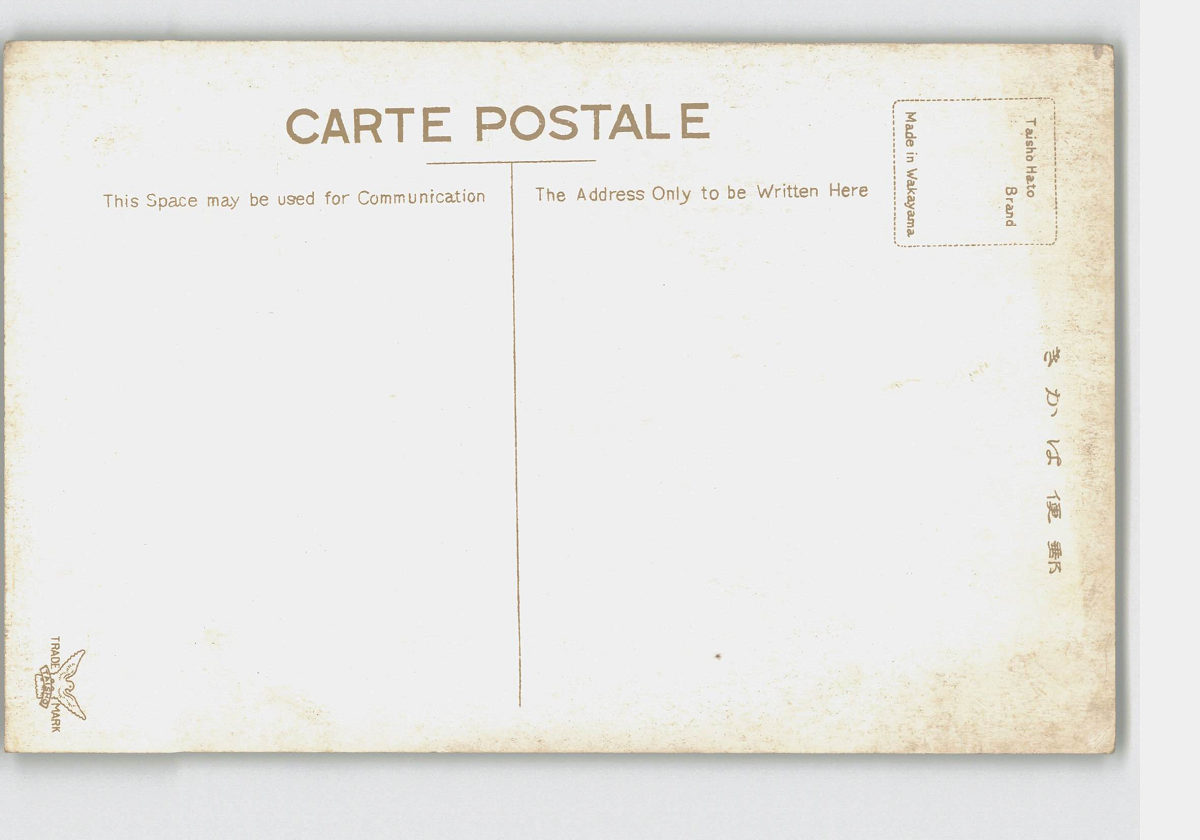 CARTE POSTALE
This Space may be used for Communication
The Address Only to be Written Here
Taisho Hato
Brand
Made in Wakayama
きかは便郵
TRADE MARK
TAISHO